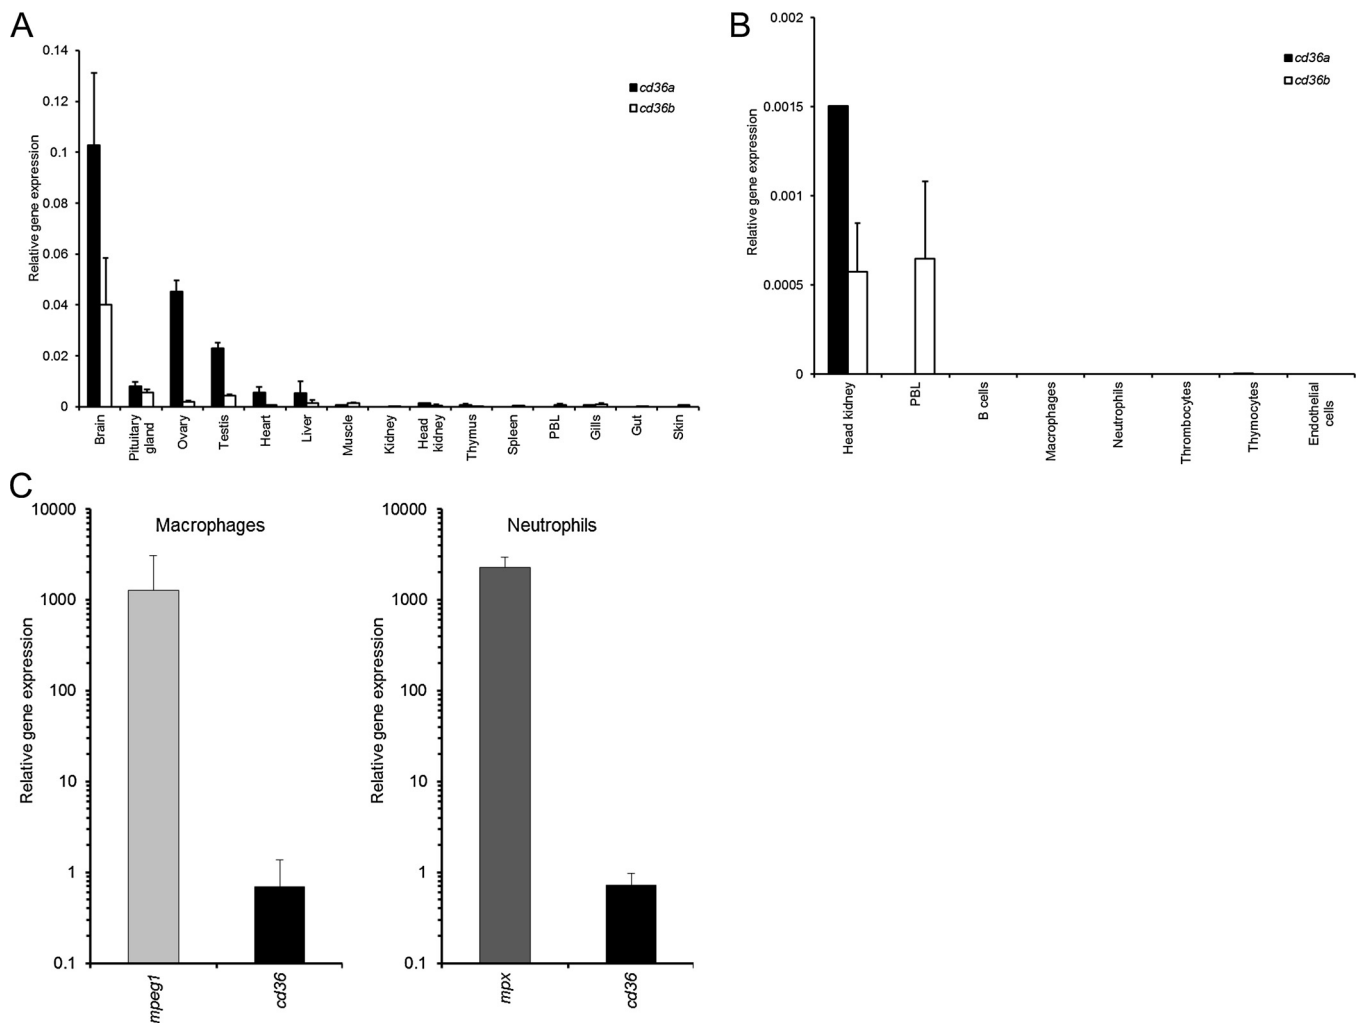 A
Relative gene expression
0.14
0.12
0.1
0.08
0.06
0.04
0.02
0
cd36a
cd36b
Brain
Pituitary
gland
Ovary
Testis
Heart
Liver
Muscle
Kidney
Head
kidney
Thymus
Spleen
PBL
Gills
Gut
Skin
B
Relative gene expression
0.002
0.0015
0.001
0.0005
0
cd36a
cd36b
Head kidney
PBL
B cells
Macrophages
Neutrophils
Thrombocytes
Thymocytes
Endothelial
cells
C
Relative gene expression
10000
1000
100
10
1
0.1
Macrophages
mpeg1
cd36
Relative gene expression
10000
1000
100
10
1
0.1
Neutrophils
mpx
cd36